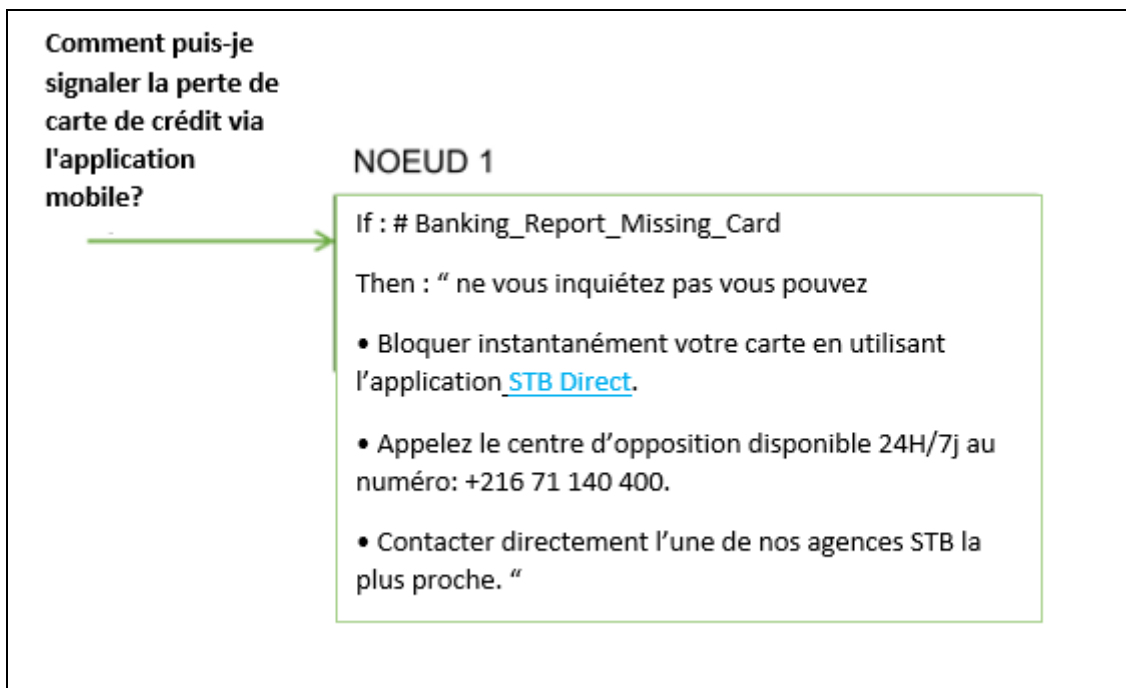 Comment puis-je
signaler la perte de
carte de crédit via
l'application
mobile?
NOEUD 1
If : # Banking_Report_Missing_Card
Then : “ ne vous inquiétez pas vous pouvez
• Bloquer instantanément votre carte en utilisant
l’application STB Direct.
• Appelez le centre d’opposition disponible 24H/7j au
numéro: +216 71 140 400.
• Contacter directement l’une de nos agences STB la
plus proche. “